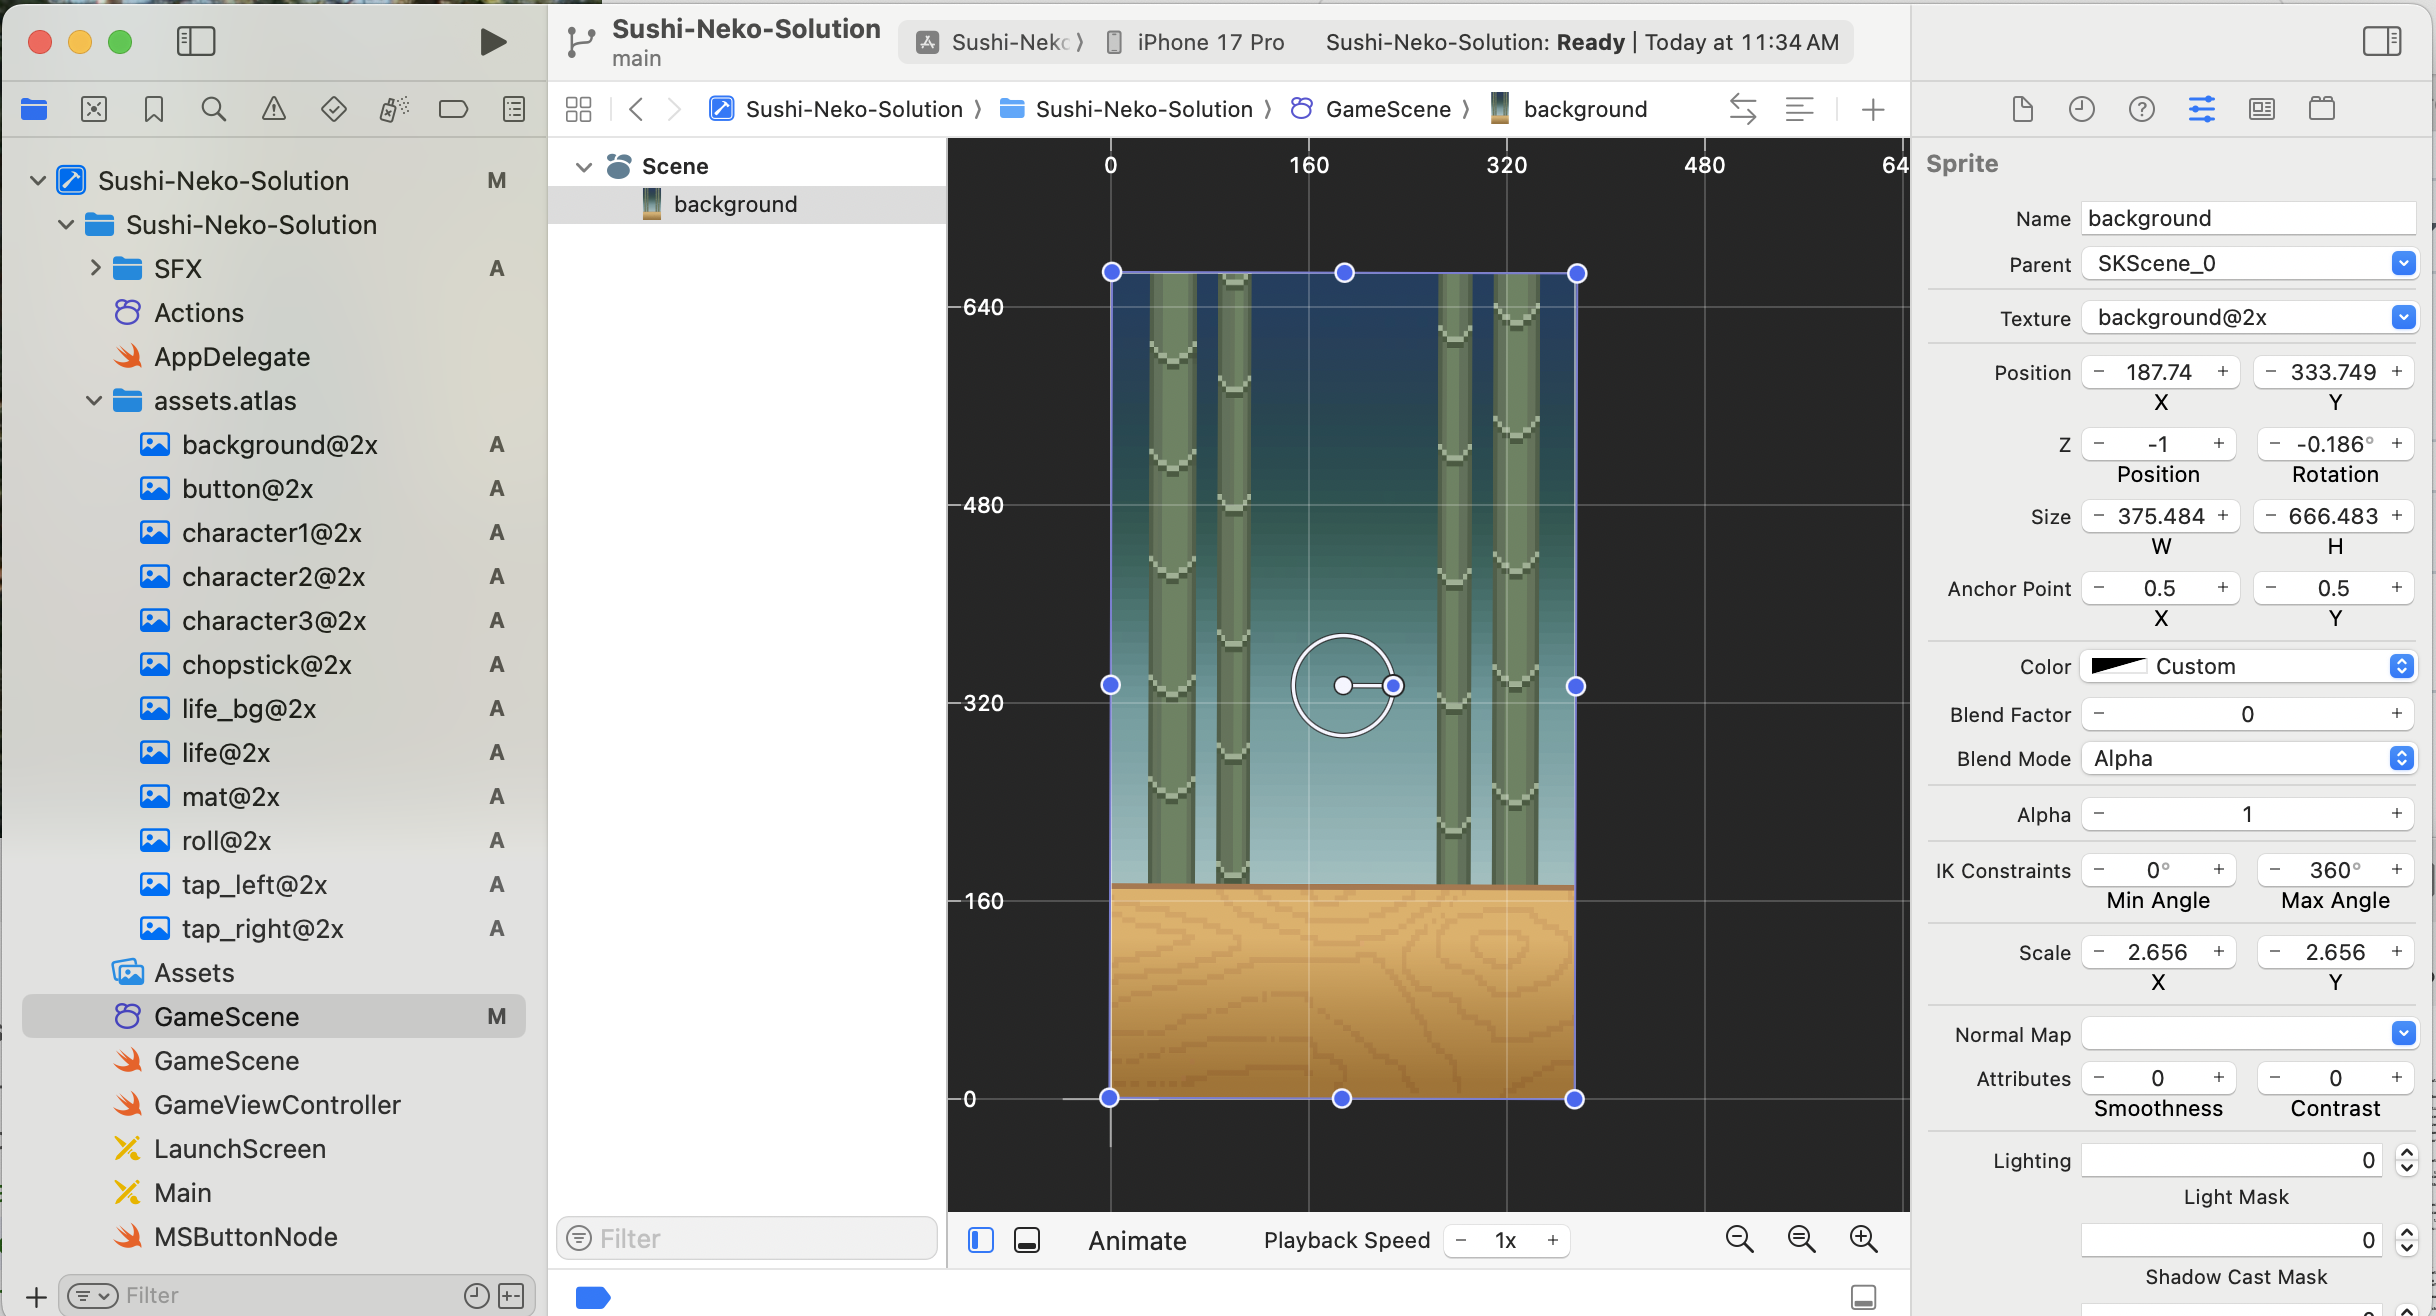 Sushi-Neko-Solution
main
Sushi-Neko
iPhone 17 Pro
Sushi-Neko-Solution: Ready | Today at 11:34 AM
Sushi-Neko-Solution
Sushi-Neko-Solution
GameScene
background
Sushi-Neko-Solution M
Sushi-Neko-Solution
SFX A
Actions
AppDelegate
assets.atlas
background@2x A
button@2x A
character1@2x A
character2@2x A
character3@2x A
chopstick@2x A
life_bg@2x A
life@2x A
mat@2x A
roll@2x A
tap_left@2x A
tap_right@2x A
Assets
GameScene M
GameScene
GameViewController
LaunchScreen
Main
MSButtonNode
Filter
Scene
background
Filter
0 160 320 480 64
640
480
320
160
0
Animate
Playback Speed - 1x +
Sprite
Name background
Parent SKScene_0
Texture background@2x
Position - 187.74 + - 333.749 +
X Y
Z - -1 + - -0.186° +
Position Rotation
Size - 375.484 + - 666.483 +
W H
Anchor Point - 0.5 + - 0.5 +
X Y
Color Custom
Blend Factor - 0 +
Blend Mode Alpha
Alpha - 1 +
IK Constraints - 0° + - 360° +
Min Angle Max Angle
Scale - 2.656 + - 2.656 +
X Y
Normal Map
Attributes - 0 + - 0 +
Smoothness Contrast
Lighting 0
Light Mask
0
Shadow Cast Mask